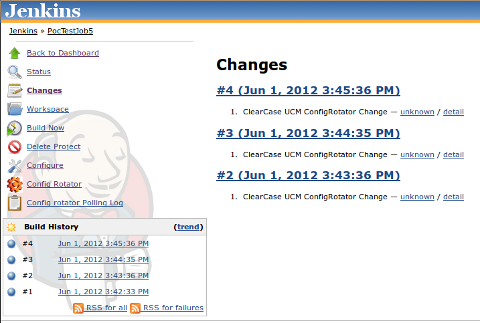 Jenkins
Jenkins » PocTestJob5
Back to Dashboard
Status
Changes
Workspace
Build Now
Delete Project
Configure
Config Rotator
Config rotator Polling Log
Build History (trend)
#4 Jun 1, 2012 3:45:36 PM
#3 Jun 1, 2012 3:44:35 PM
#2 Jun 1, 2012 3:43:36 PM
#1 Jun 1, 2012 3:42:33 PM
RSS for all RSS for failures
Changes
#4 (Jun 1, 2012 3:45:36 PM)
1. ClearCase UCM ConfigRotator Change — unknown / detail
#3 (Jun 1, 2012 3:44:35 PM)
1. ClearCase UCM ConfigRotator Change — unknown / detail
#2 (Jun 1, 2012 3:43:36 PM)
1. ClearCase UCM ConfigRotator Change — unknown / detail